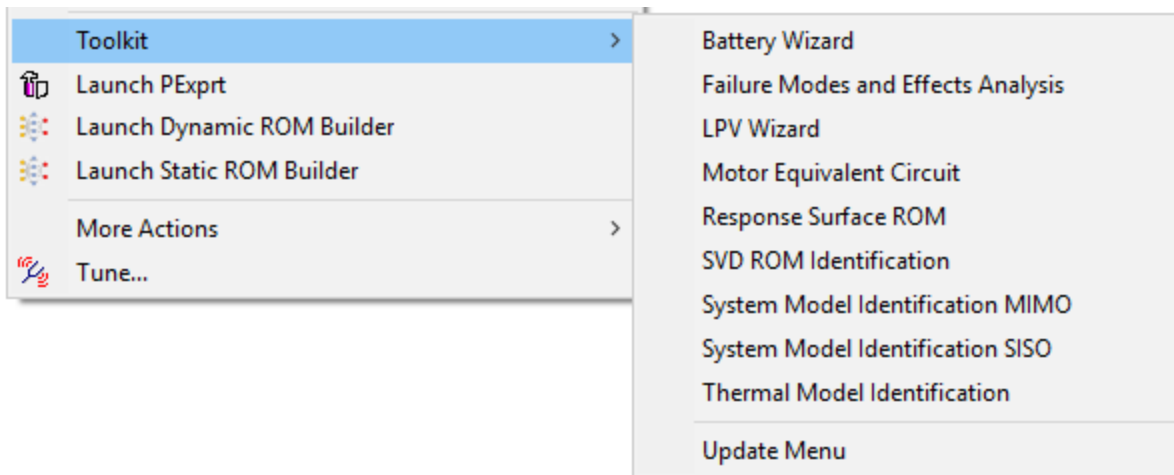 Toolkit
Launch PExprt
Launch Dynamic ROM Builder
Launch Static ROM Builder
More Actions
Tune...
Battery Wizard
Failure Modes and Effects Analysis
LPV Wizard
Motor Equivalent Circuit
Response Surface ROM
SVD ROM Identification
System Model Identification MIMO
System Model Identification SISO
Thermal Model Identification
Update Menu